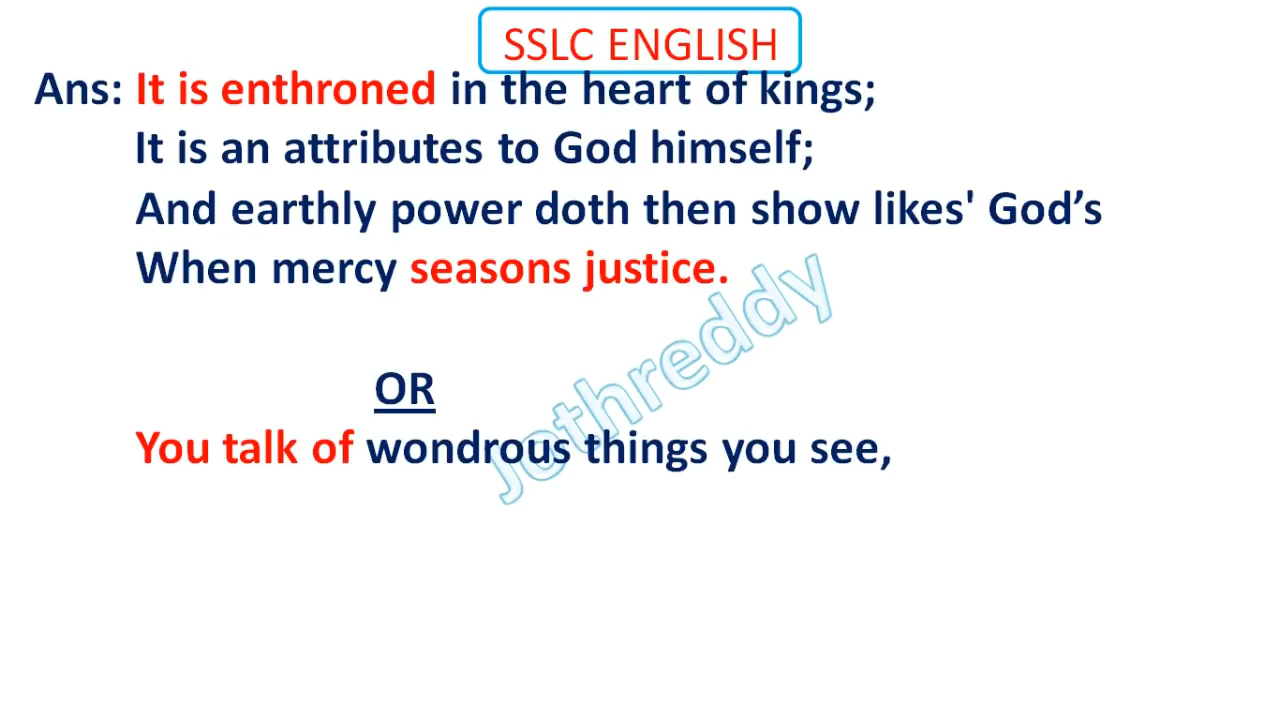 SSLC ENGLISH
Ans: It is enthroned in the heart of kings;
It is an attributes to God himself;
And earthly power doth then show likes' God’s
When mercy seasons justice.
Jothreddy
OR
You talk of wondrous things you see,